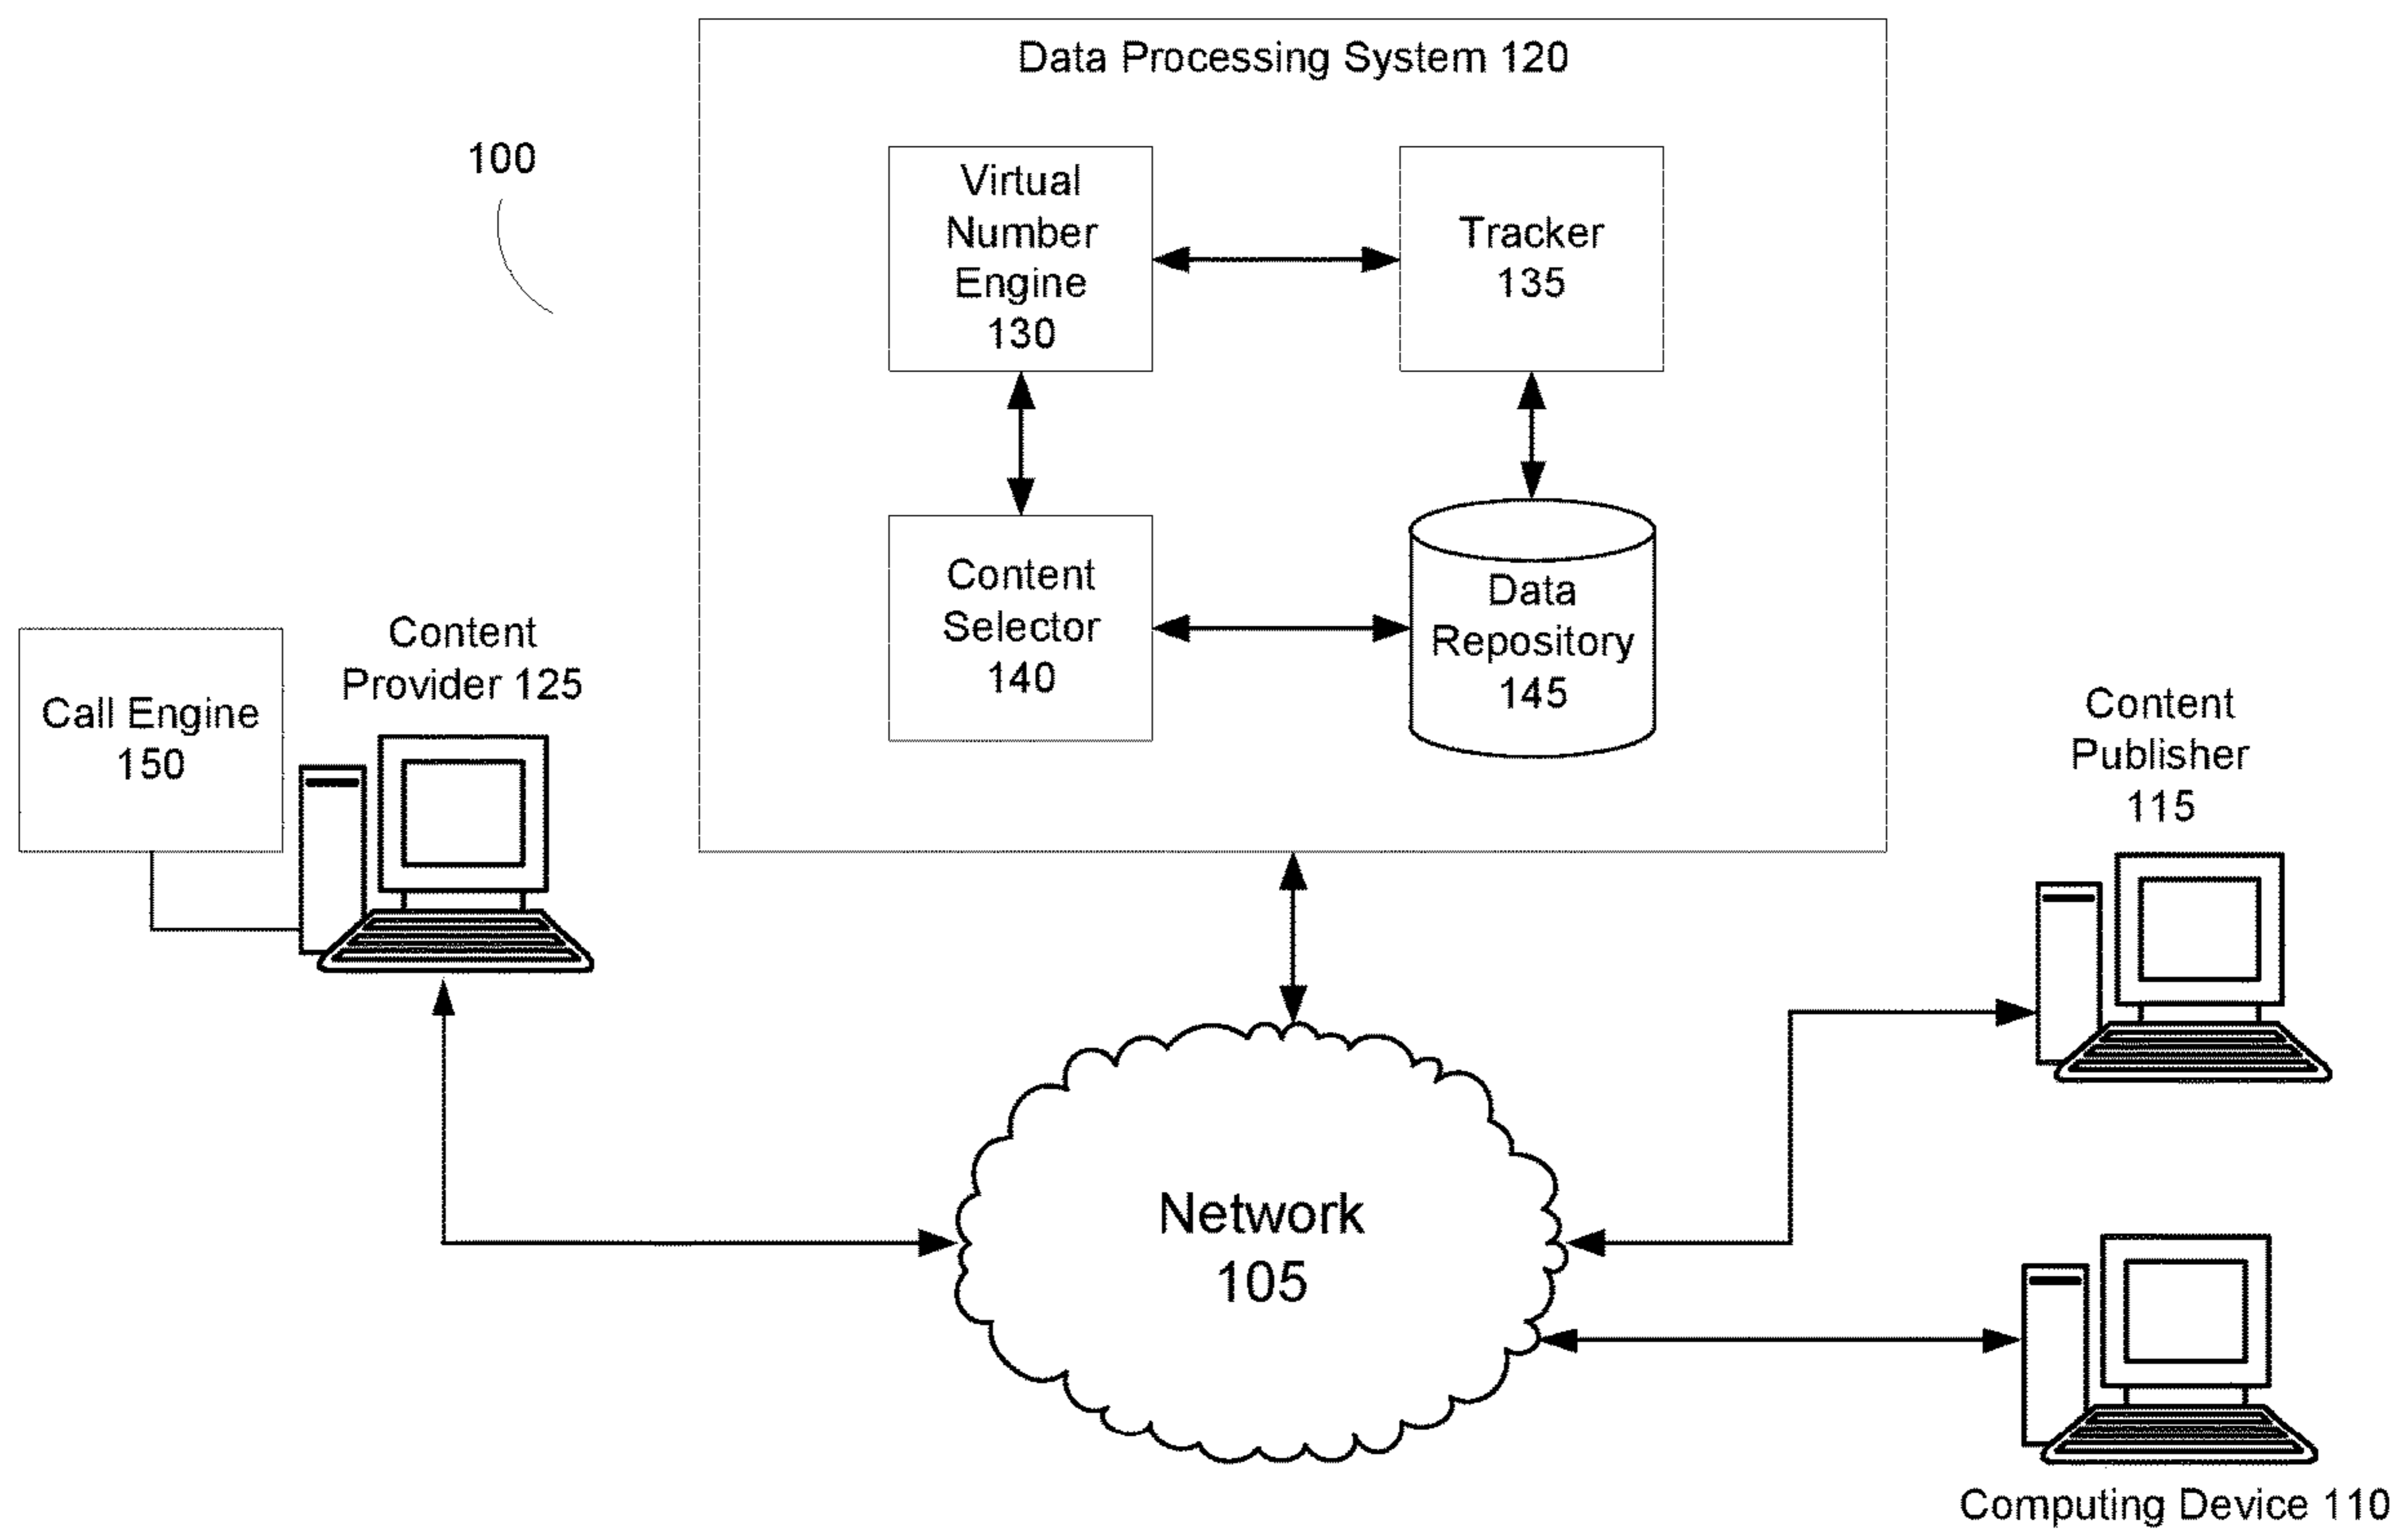 Data Processing System 120
100
Virtual
Number
Engine
130
Tracker
135
Content
Selector
140
Data
Repository
145
Call Engine
150
Content
Provider 125
Content
Publisher
115
Network
105
Computing Device 110